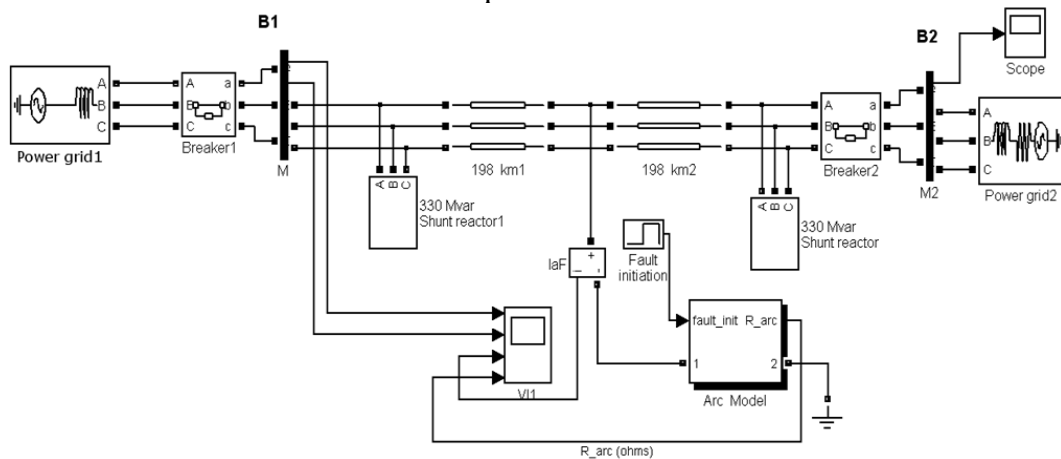 B1
B2
Scope
A
B
C
Power grid1
A
B
C
a
b
c
Breaker1
M
198 km1
198 km2
A
B
C
a
b
c
Breaker2
M2
A
B
C
Power grid2
A B C
330 Mvar
Shunt reactor1
A B C
330 Mvar
Shunt reactor
IaF
+
-
Fault
initiation
fault_init R_arc
1 2
Arc Model
VI1
R_arc (ohms)